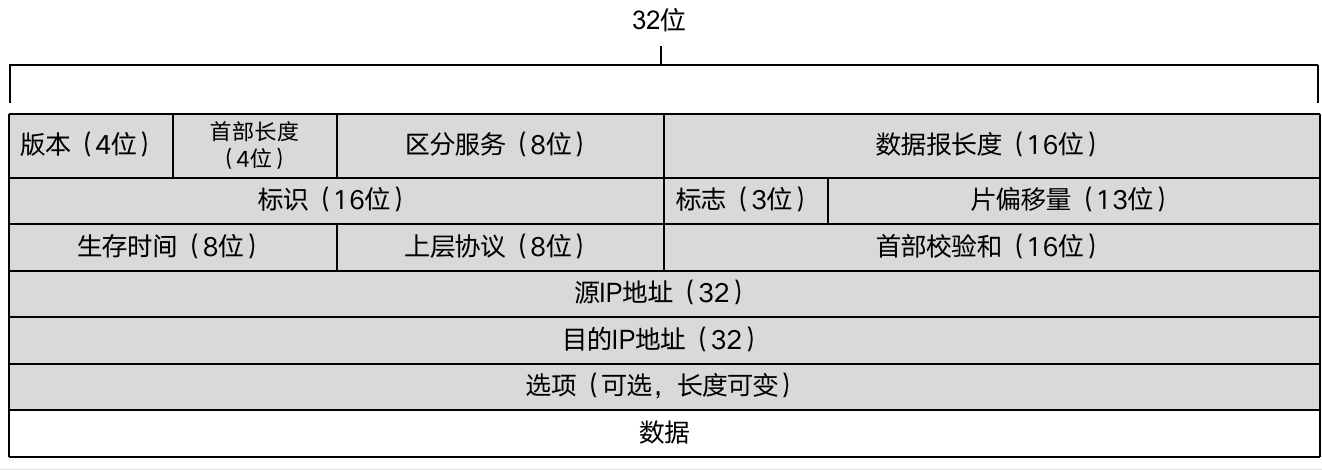 32位
版本（4位）
首部长度
（4位）
区分服务（8位）
数据报长度（16位）
标识（16位）
标志（3位）
片偏移量（13位）
生存时间（8位）
上层协议（8位）
首部校验和（16位）
源IP地址（32）
目的IP地址（32）
选项（可选，长度可变）
数据